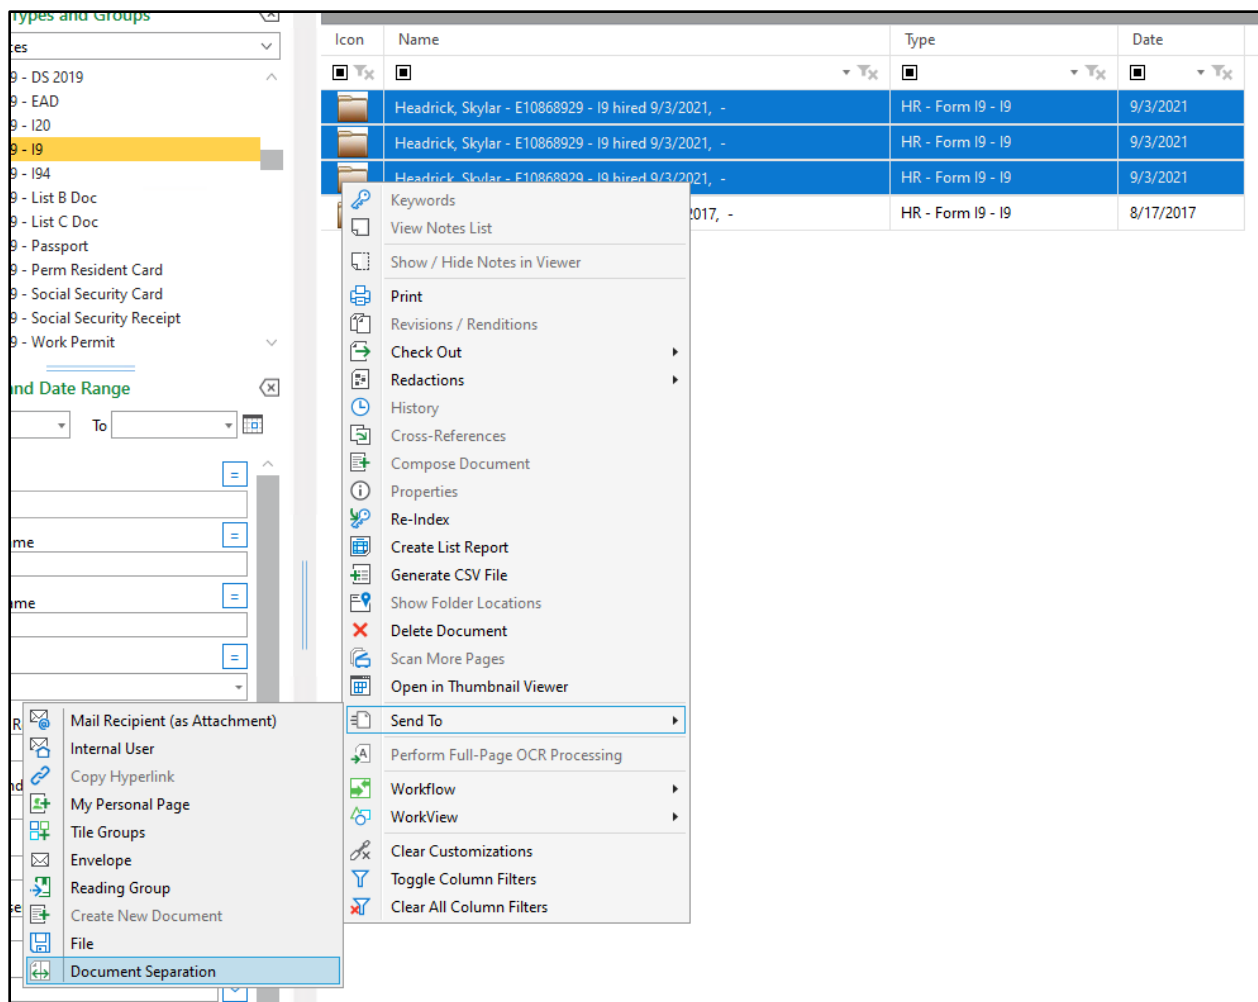 Types and Groups
tes
9 - DS 2019
9 - EAD
9 - I20
9 - I9
9 - I94
9 - List B Doc
9 - List C Doc
9 - Passport
9 - Perm Resident Card
9 - Social Security Card
9 - Social Security Receipt
9 - Work Permit
and Date Range
To
=
=
me
=
ame
=
R
nd
se
Icon Name Type Date
Headrick, Skylar - E10868929 - I9 hired 9/3/2021, - HR - Form I9 - I9 9/3/2021
Headrick, Skylar - E10868929 - I9 hired 9/3/2021, - HR - Form I9 - I9 9/3/2021
Headrick, Skylar - E10868929 - I9 hired 9/3/2021, - HR - Form I9 - I9 9/3/2021
2017, - HR - Form I9 - I9 8/17/2017
Keywords
View Notes List
Show / Hide Notes in Viewer
Print
Revisions / Renditions
Check Out
Redactions
History
Cross-References
Compose Document
Properties
Re-Index
Create List Report
Generate CSV File
Show Folder Locations
Delete Document
Scan More Pages
Open in Thumbnail Viewer
Send To
Perform Full-Page OCR Processing
Workflow
WorkView
Clear Customizations
Toggle Column Filters
Clear All Column Filters
Mail Recipient (as Attachment)
Internal User
Copy Hyperlink
My Personal Page
Tile Groups
Envelope
Reading Group
Create New Document
File
Document Separation